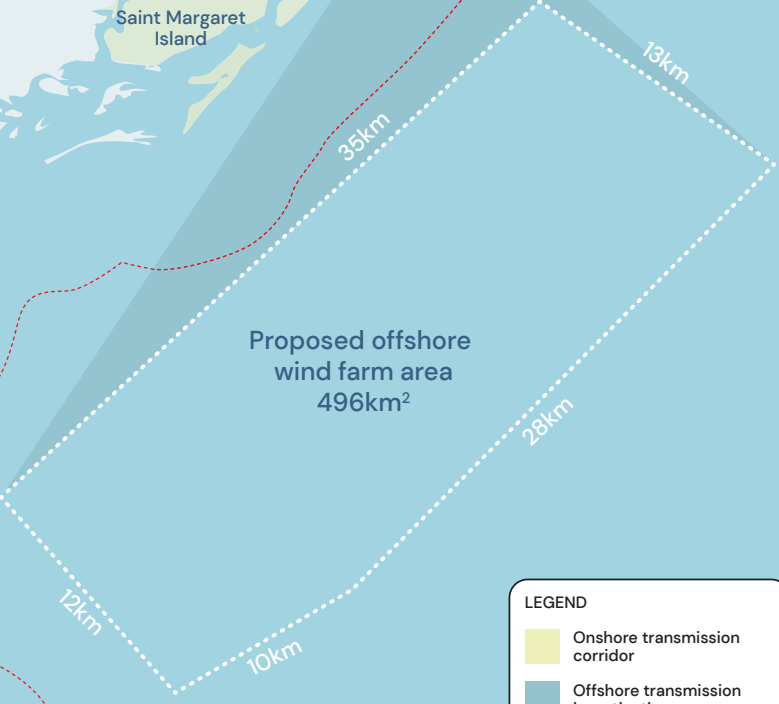 Saint Margaret
Island
13km
35km
Proposed offshore
wind farm area
496km²
28km
12km
10km
LEGEND
Onshore transmission
corridor
Offshore transmission